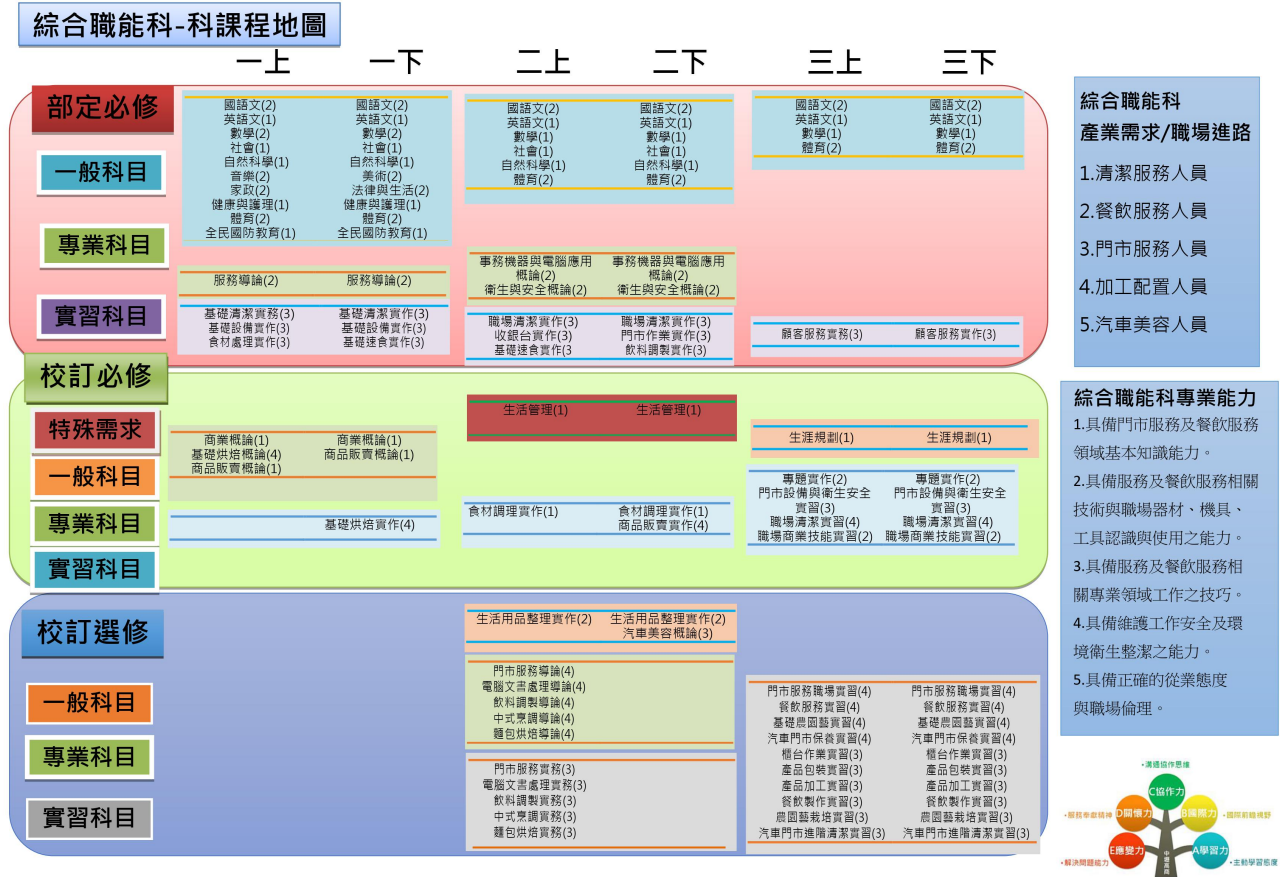 綜合職能科-科課程地圖
一上 一下 二上 二下 三上 三下
部定必修
一般科目
專業科目
實習科目
國語文(2)
英語文(1)
數學(2)
社會(1)
自然科學(1)
音樂(2)
家政(2)
健康與護理(1)
體育(2)
全民國防教育(1)
國語文(2)
英語文(1)
數學(2)
社會(1)
自然科學(1)
美術(2)
法律與生活(2)
健康與護理(1)
體育(2)
全民國防教育(1)
國語文(2)
英語文(1)
數學(1)
社會(1)
自然科學(1)
體育(2)
國語文(2)
英語文(1)
數學(1)
社會(1)
自然科學(1)
體育(2)
國語文(2)
英語文(1)
數學(1)
體育(2)
國語文(2)
英語文(1)
數學(1)
體育(2)
服務導論(2)
服務導論(2)
事務機器與電腦應用
概論(2)
衛生與安全概論(2)
事務機器與電腦應用
概論(2)
衛生與安全概論(2)
基礎清潔實務(3)
基礎設備實作(3)
食材處理實作(3)
基礎清潔實作(3)
基礎設備實作(3)
基礎速食實作(3)
職場清潔實作(3)
收銀台實作(3)
基礎速食實作(3
職場清潔實作(3)
門市作業實作(3)
飲料調製實作(3)
顧客服務實務(3)
顧客服務實作(3)
校訂必修
特殊需求
一般科目
專業科目
實習科目
生活管理(1)
生活管理(1)
商業概論(1)
基礎烘焙概論(4)
商品販賣概論(1)
商業概論(1)
商品販賣概論(1)
生涯規劃(1)
生涯規劃(1)
基礎烘焙實作(4)
食材調理實作(1)
食材調理實作(1)
商品販賣實作(4)
專題實作(2)
門市設備與衛生安全
實習(3)
職場清潔實習(4)
職場商業技能實習(2)
專題實作(2)
門市設備與衛生安全
實習(3)
職場清潔實習(4)
職場商業技能實習(2)
校訂選修
一般科目
專業科目
實習科目
生活用品整理實作(2)
生活用品整理實作(2)
汽車美容概論(3)
門市服務導論(4)
電腦文書處理導論(4)
飲料調製導論(4)
中式烹調導論(4)
麵包烘焙導論(4)
門市服務實務(3)
電腦文書處理實務(3)
飲料調製實務(3)
中式烹調實務(3)
麵包烘焙實務(3)
門市服務職場實習(4)
餐飲服務實習(4)
基礎農園藝實習(4)
汽車門市保養實習(4)
櫃台作業實習(3)
產品包裝實習(3)
產品加工實習(3)
餐飲製作實習(3)
農園藝栽培實習(3)
汽車門市進階清潔實習(3)
門市服務職場實習(4)
餐飲服務實習(4)
基礎農園藝實習(4)
汽車門市保養實習(4)
櫃台作業實習(3)
產品包裝實習(3)
產品加工實習(3)
餐飲製作實習(3)
農園藝栽培實習(3)
汽車門市進階清潔實習(3)
綜合職能科
產業需求/職場進路
1.清潔服務人員
2.餐飲服務人員
3.門市服務人員
4.加工配置人員
5.汽車美容人員
綜合職能科專業能力
1.具備門市服務及餐飲服務
領域基本知識能力。
2.具備服務及餐飲服務相關
技術與職場器材、機具、
工具認識與使用之能力。
3.具備服務及餐飲服務相
關專業領域工作之技巧。
4.具備維護工作安全及環
境衛生整潔之能力。
5.具備正確的從業態度
與職場倫理。
•溝通協作思維
C協作力
•服務奉獻精神 D關懷力 B國際力 •國際前瞻視野
E應變力 A學習力
•解決問題能力 •主動學習態度
中壢高商